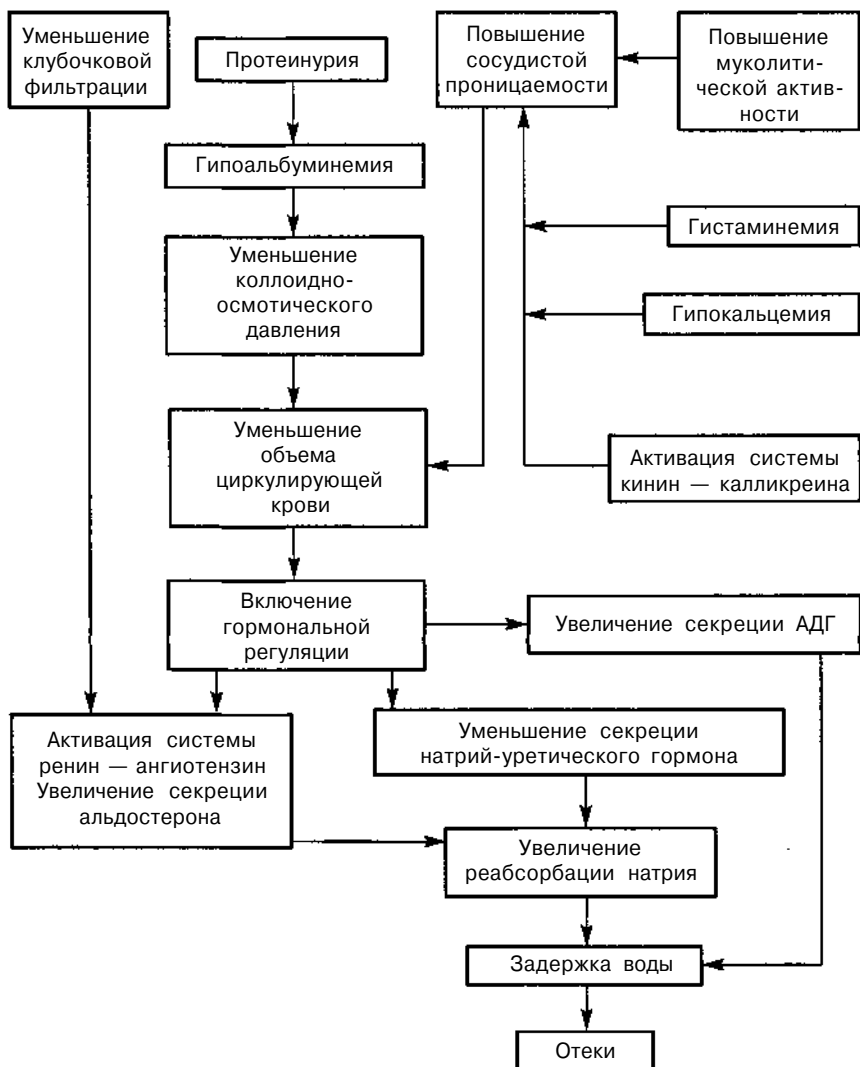 Уменьшение
клубочковой
фильтрации
Протеинурия
Повышение
сосудистой
проницаемости
Повышение
муколити-
ческой актив-
ности
Гипоальбуминемия
Уменьшение
коллоидно-
осмотического
давления
Гистаминемия
Гипокальцемия
Уменьшение
объема
циркулирующей
крови
Активация системы
кинин — калликреина
Включение
гормональной
регуляции
Увеличение секреции АДГ
Активация системы
ренин — ангиотензин
Увеличение секреции
альдостерона
Уменьшение секреции
натрий-уретического гормона
Увеличение
реабсорбации натрия
Задержка воды
Отеки